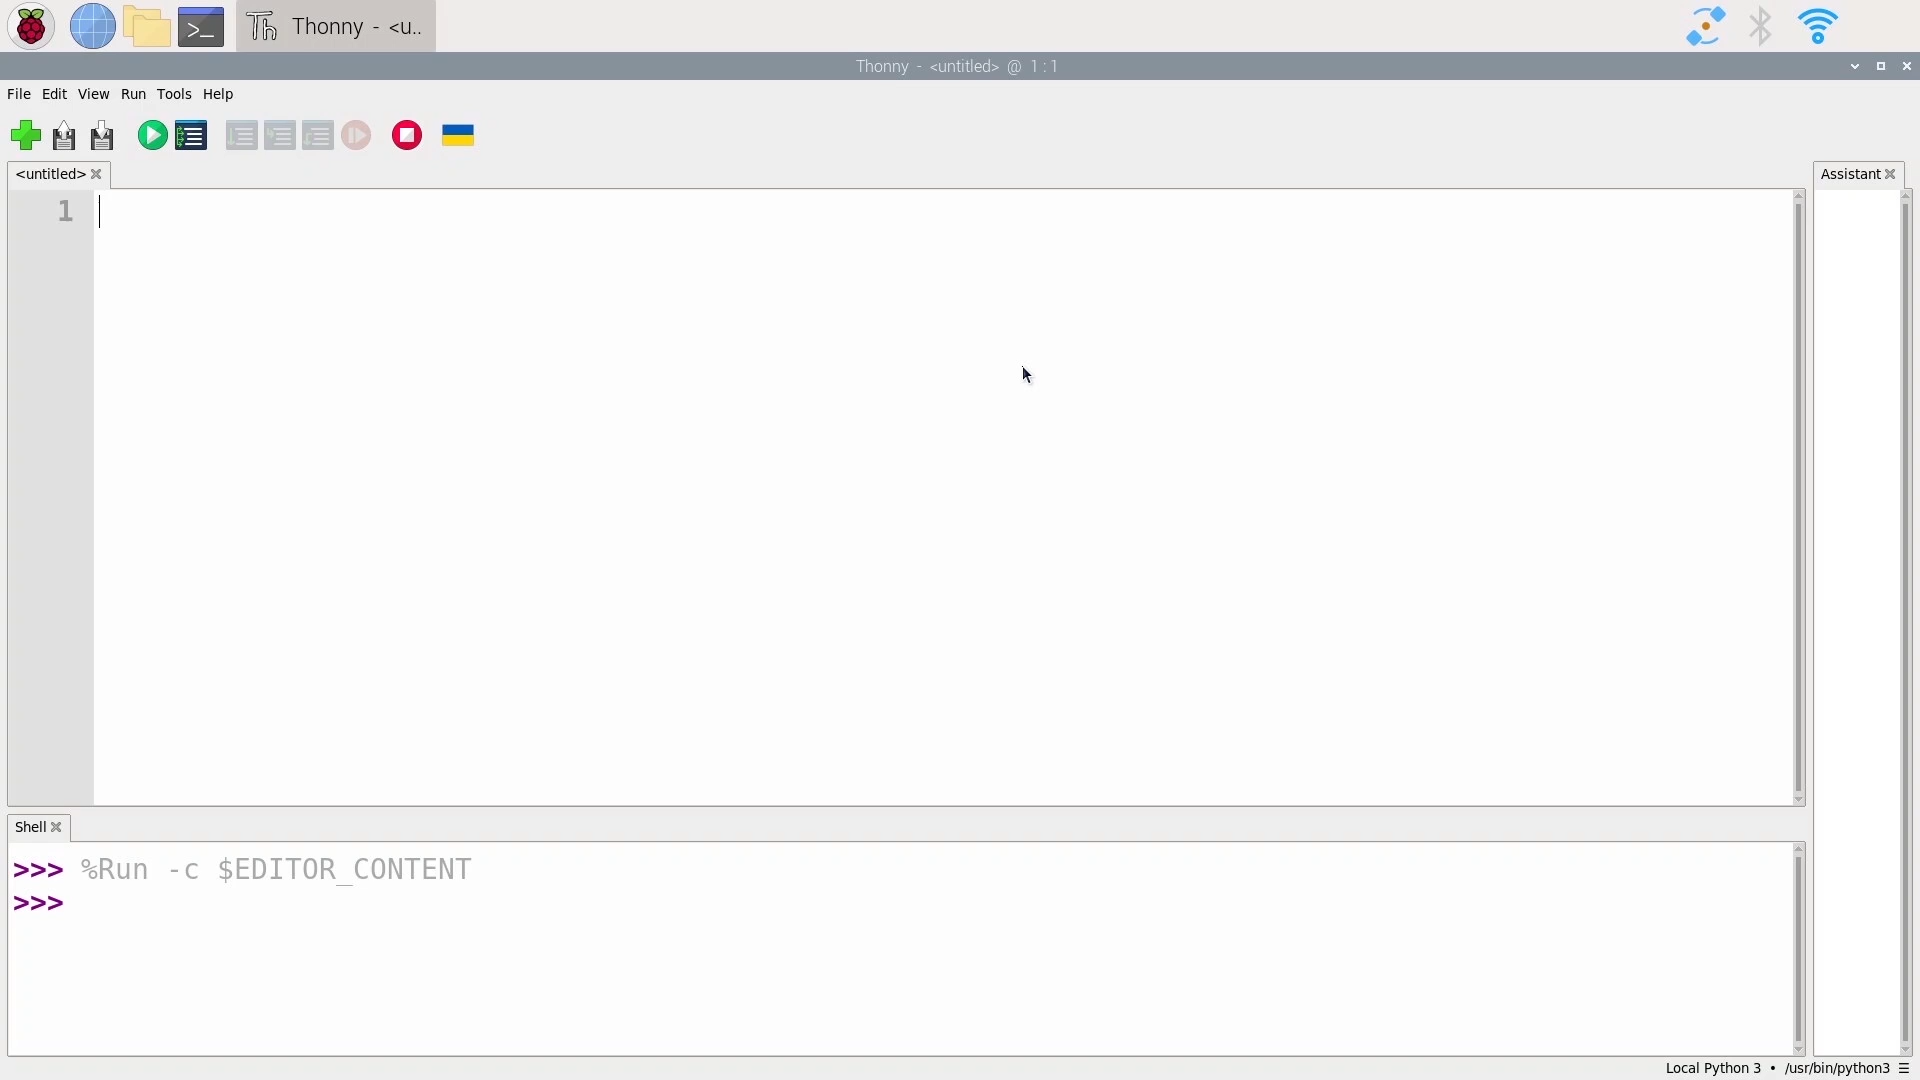 Thonny - <u..
Thonny - <untitled> @ 1 : 1
File Edit View Run Tools Help
<untitled>
Assistant
1
Shell
>>> %Run -c $EDITOR_CONTENT
>>>
Local Python 3 • /usr/bin/python3 ☰